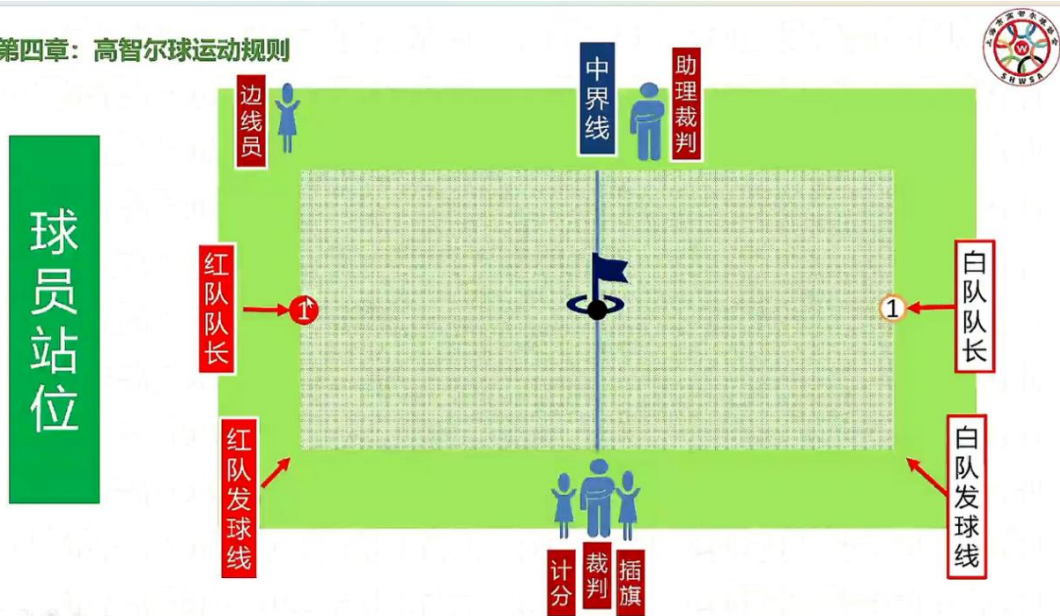 第四章：高智尔球运动规则
球员站位
边线员
中界线
助理裁判
红队队长
1
1
白队队长
红队发球线
白队发球线
计分
裁判
插旗
W
SHWSA